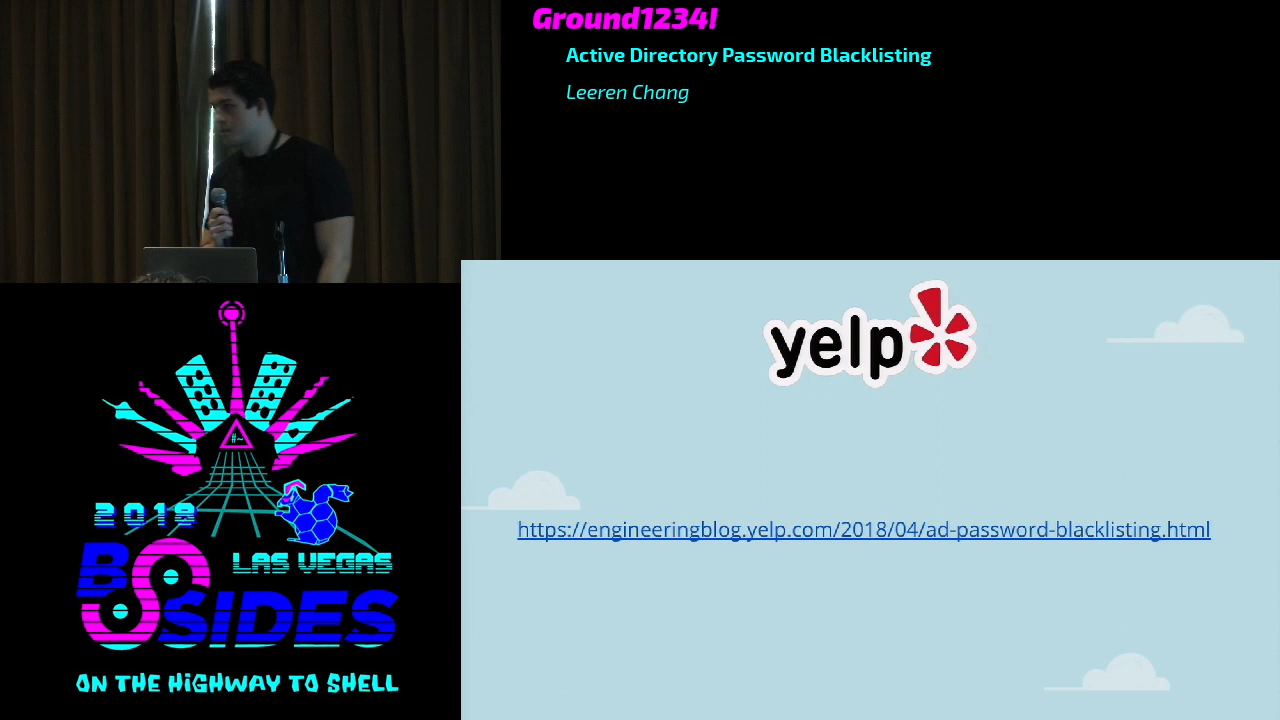 Ground1234!
Active Directory Password Blacklisting
Leeren Chang
yelp
https://engineeringblog.yelp.com/2018/04/ad-password-blacklisting.html
#~
2018
LAS VEGAS
BSIDES
ON THE HIGHWAY TO SHELL